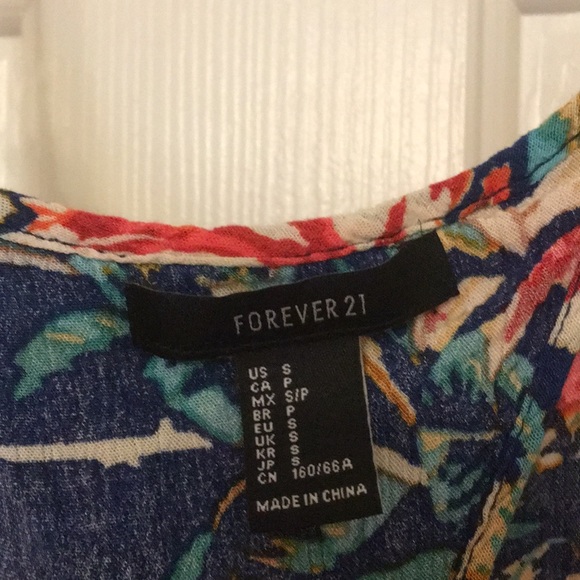 FOREVER 21
US S
CA P
MX S/P
BR P
EU S
UK S
KR S
JP S
CN 160/66A
MADE IN CHINA